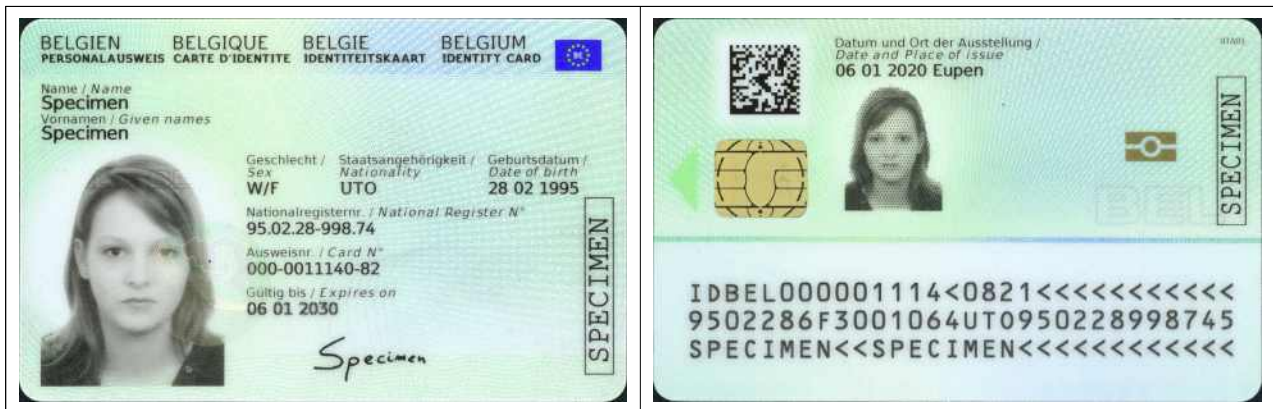 BELGIEN BELGIQUE BELGIE BELGIUM
PERSONALAUSWEIS CARTE D'IDENTITE IDENTITEITSKAART IDENTITY CARD
Name / Name
Specimen
Vornamen / Given names
Specimen
Geschlecht / Staatsangehörigkeit / Geburtsdatum /
Sex Nationality Date of birth
W/F UTO 28 02 1995
Nationalregisternr. / National Register N°
95.02.28-998.74
Ausweisnr. / Card N°
000-0011140-82
Gültig bis / Expires on
06 01 2030
Specimen
SPECIMEN
Datum und Ort der Ausstellung /
Date and Place of issue
06 01 2020 Eupen
SPECIMEN
BEL
IDBEL000001114<0821<<<<<<<<<<<
9502286F3001064UTO950228998745
SPECIMEN<<SPECIMEN<<<<<<<<<<<<